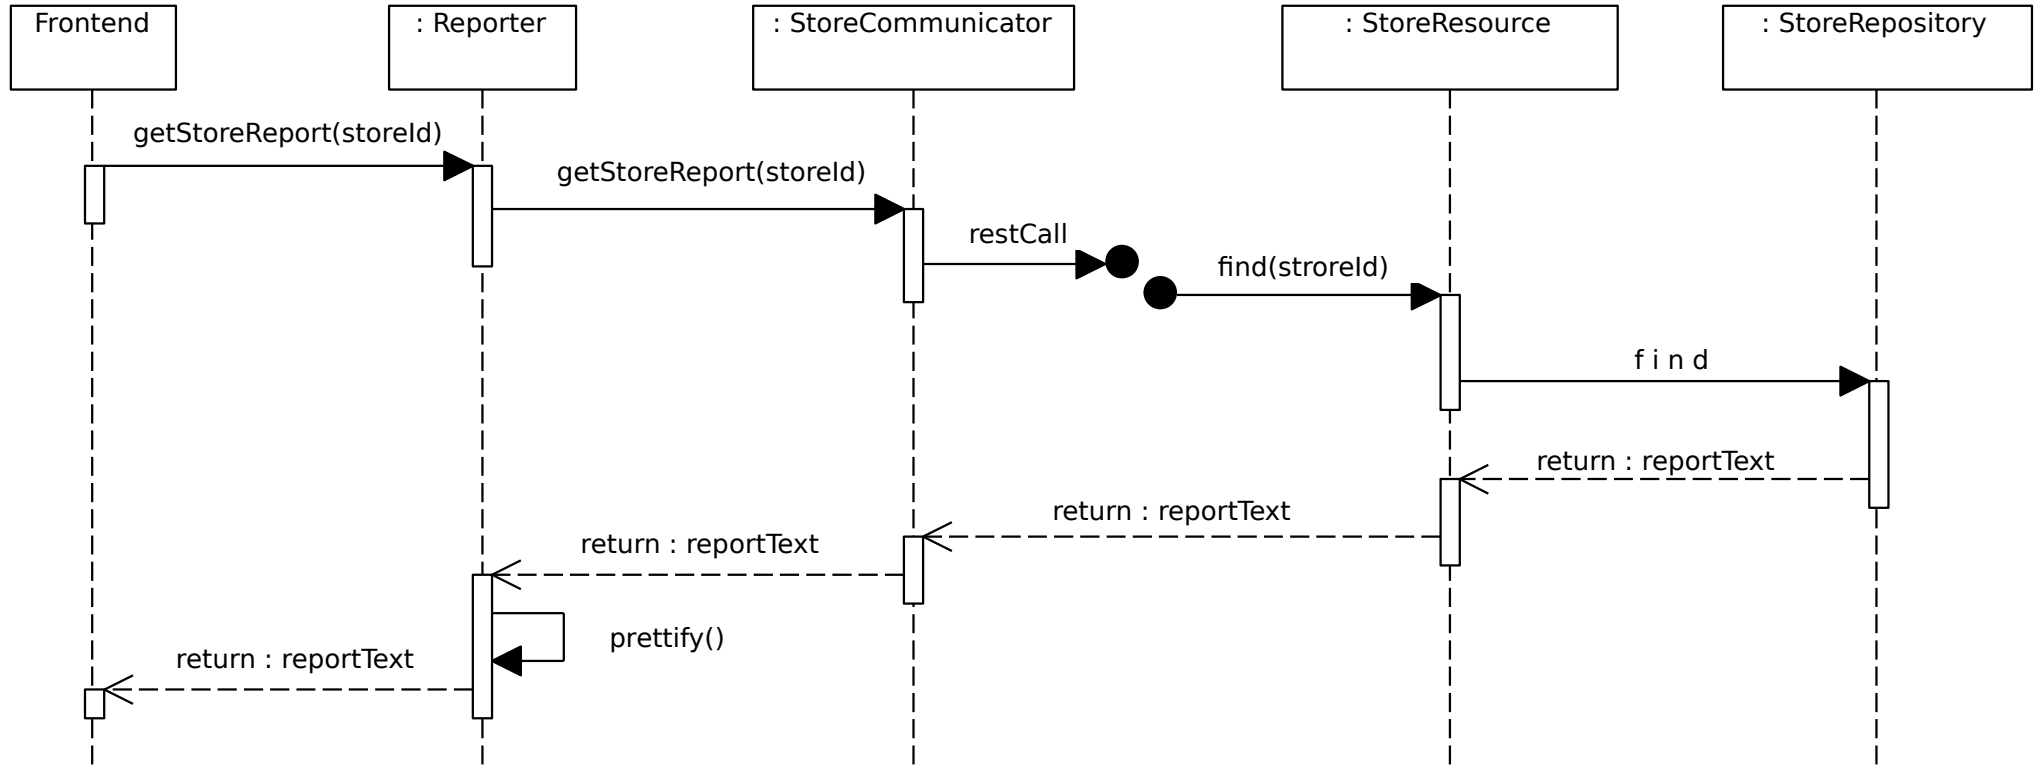 Frontend
: Reporter
: StoreCommunicator
: StoreResource
: StoreRepository
getStoreReport(storeId)
getStoreReport(storeId)
restCall
find(stroreId)
f i n d
return : reportText
return : reportText
return : reportText
prettify()
return : reportText